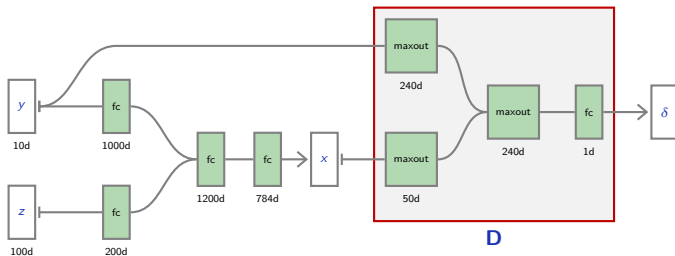 maxout
240d
y
10d
fc
1000d
maxout
240d
fc
1d
δ
fc
1200d
fc
784d
x
maxout
50d
z
100d
fc
200d
D